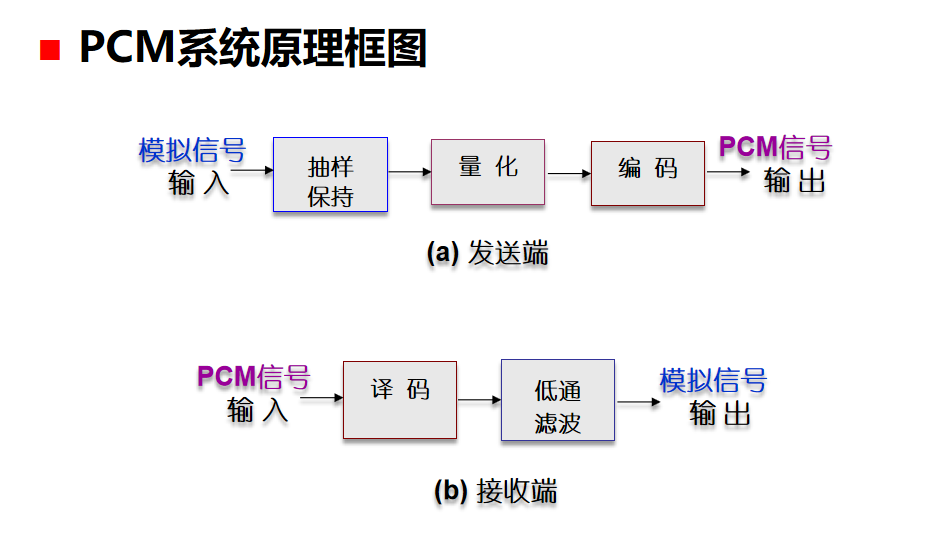 PCM系统原理框图
模拟信号
输入
抽样
保持
量化
编码
PCM信号
输出
(a) 发送端
PCM信号
输入
译码
低通
滤波
模拟信号
输出
(b) 接收端